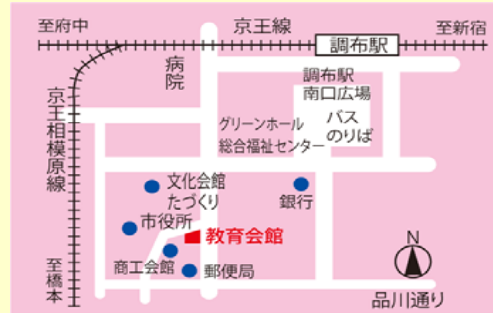 至府中
京王線
至新宿
調布駅
病院
調布駅
南口広場
バス
のりば
グリーンホール
総合福祉センター
京王相模原線
文化会館
たづくり
銀行
市役所
教育会館
N
商工会館
郵便局
至橋本
品川通り